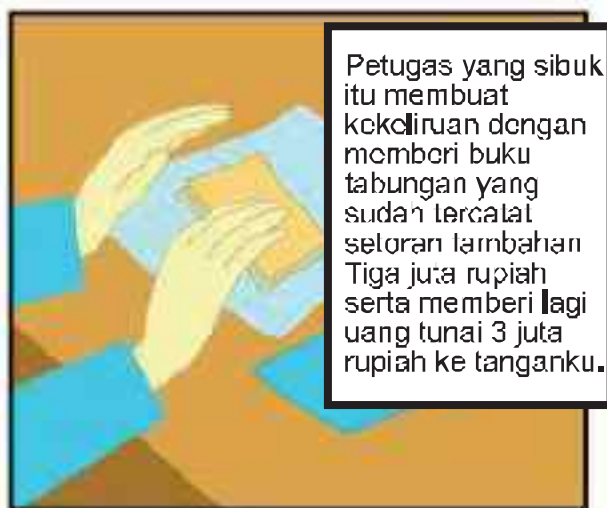 Petugas yang sibuk
itu membuat
kekeliruan dengan
memberi buku
tabungan yang
sudah tercatat
setoran tambahan
Tiga juta rupiah
serta memberi lagi
uang tunai 3 juta
rupiah ke tanganku.